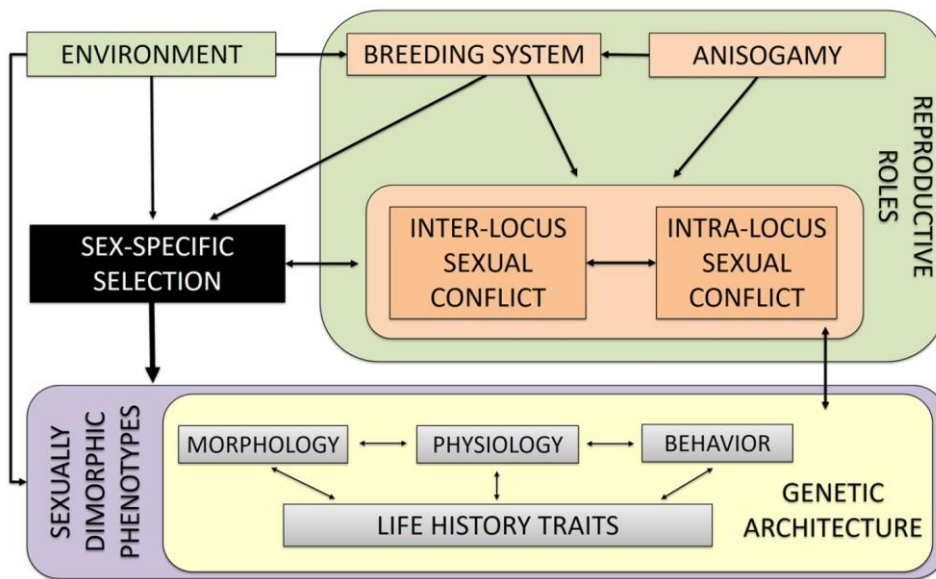 ENVIRONMENT
BREEDING SYSTEM
ANISOGAMY
REPRODUCTIVE
ROLES
SEX-SPECIFIC
SELECTION
INTER-LOCUS
SEXUAL
CONFLICT
INTRA-LOCUS
SEXUAL
CONFLICT
SEXUALLY
DIMORPHIC
PHENOTYPES
MORPHOLOGY
PHYSIOLOGY
BEHAVIOR
LIFE HISTORY TRAITS
GENETIC
ARCHITECTURE